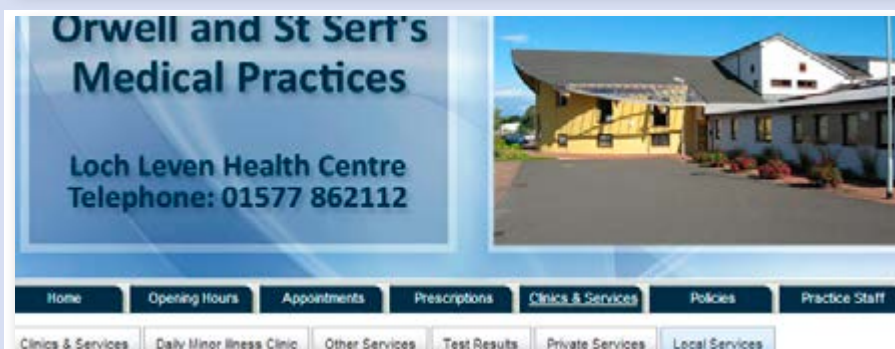 Orwell and St Serf's
Medical Practices
Loch Leven Health Centre
Telephone: 01577 862112
Home Opening Hours Appointments Prescriptions Clinics & Services Policies Practice Staff
Clinics & Services Daily Minor Illness Clinic Other Services Test Results Private Services Local Services